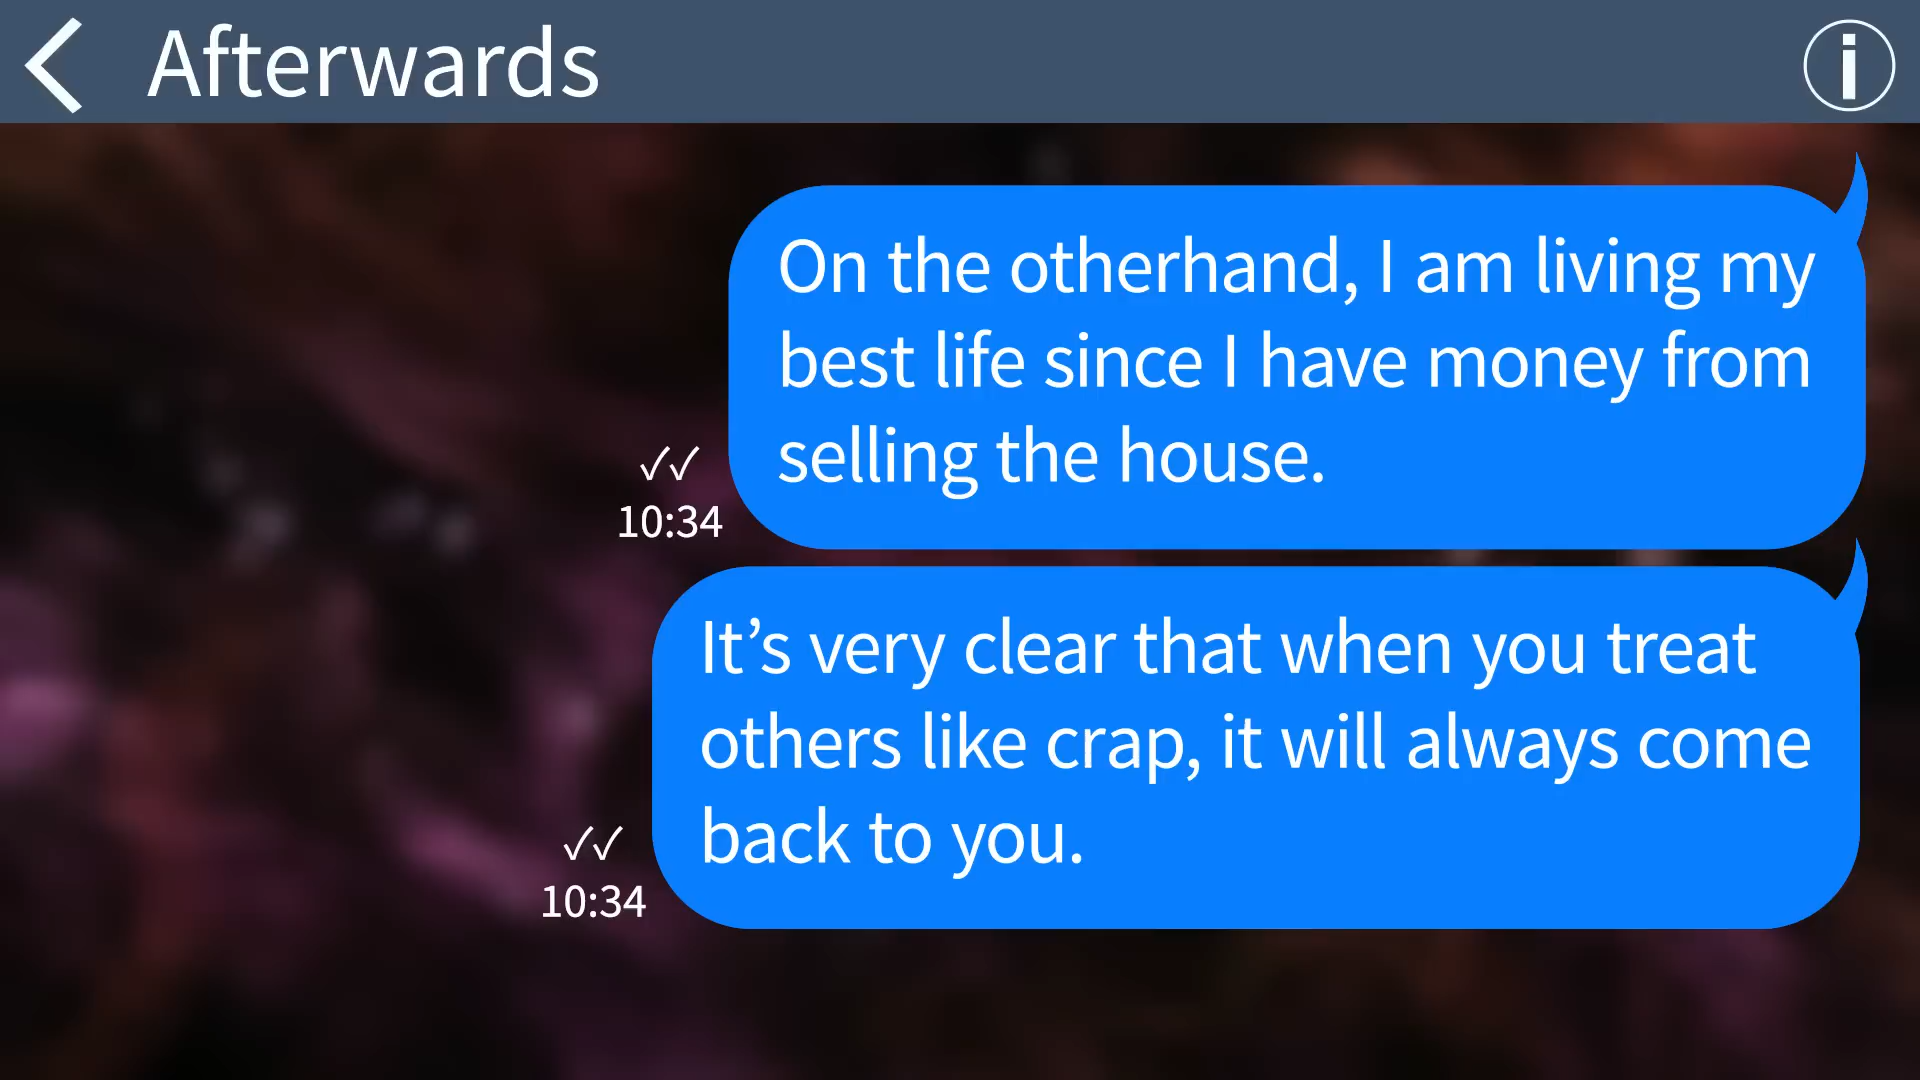 Afterwards
On the otherhand, I am living my
best life since I have money from
selling the house.
✓✓
10:34
It’s very clear that when you treat
others like crap, it will always come
back to you.
✓✓
10:34